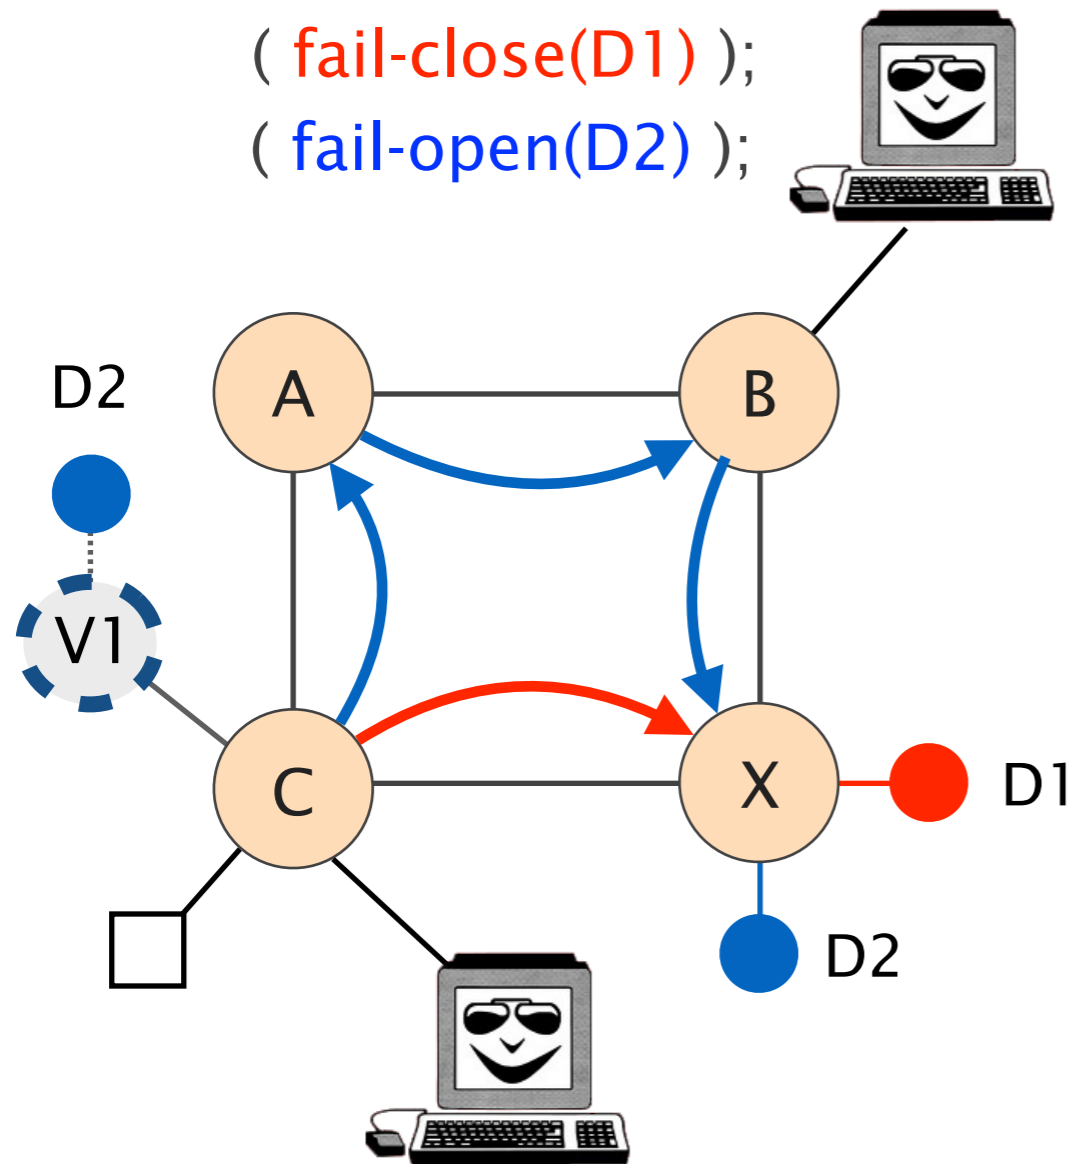 ( fail-close(D1) );
( fail-open(D2) );
A
B
D2
V1
C
X
D1
D2